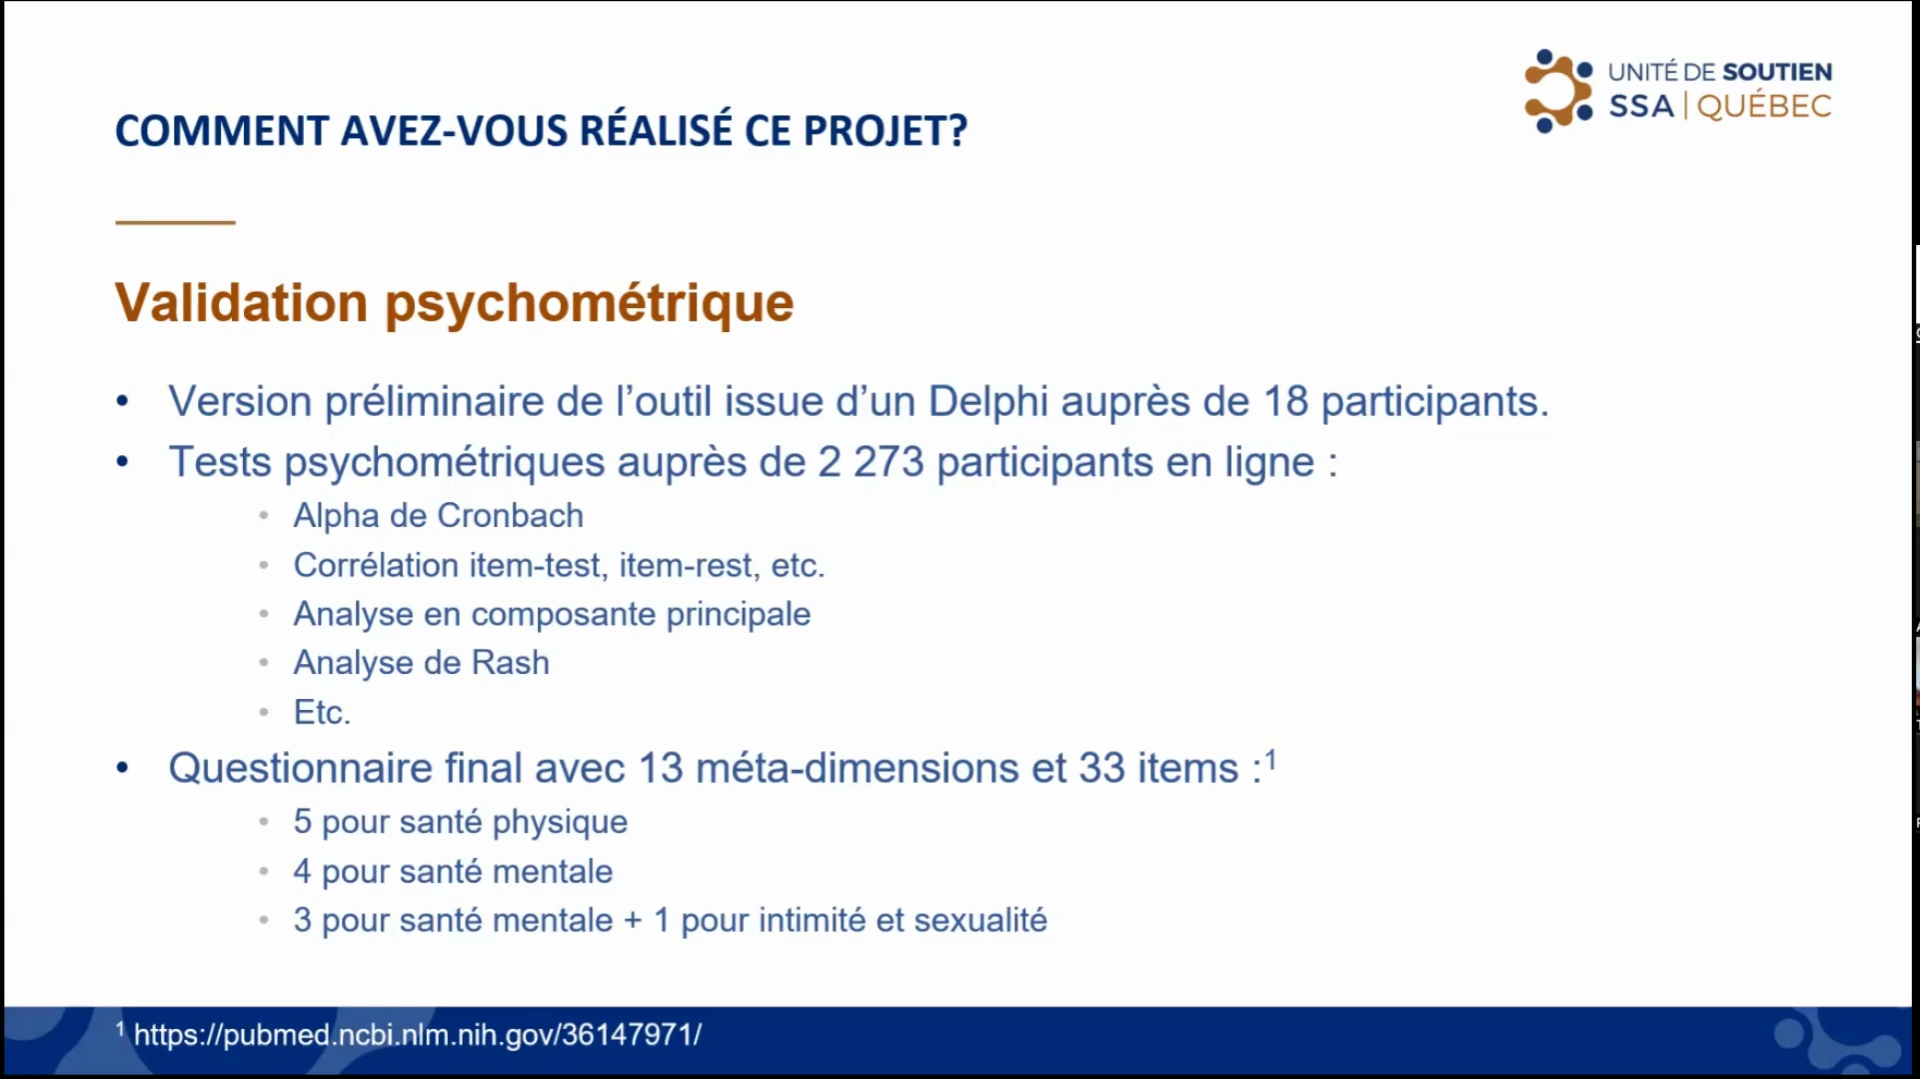 UNITÉ DE SOUTIEN
SSA | QUÉBEC
COMMENT AVEZ-VOUS RÉALISÉ CE PROJET?
Validation psychométrique
• Version préliminaire de l’outil issue d’un Delphi auprès de 18 participants.
• Tests psychométriques auprès de 2 273 participants en ligne :
• Alpha de Cronbach
• Corrélation item-test, item-rest, etc.
• Analyse en composante principale
• Analyse de Rash
• Etc.
• Questionnaire final avec 13 méta-dimensions et 33 items :¹
• 5 pour santé physique
• 4 pour santé mentale
• 3 pour santé mentale + 1 pour intimité et sexualité
¹ https://pubmed.ncbi.nlm.nih.gov/36147971/